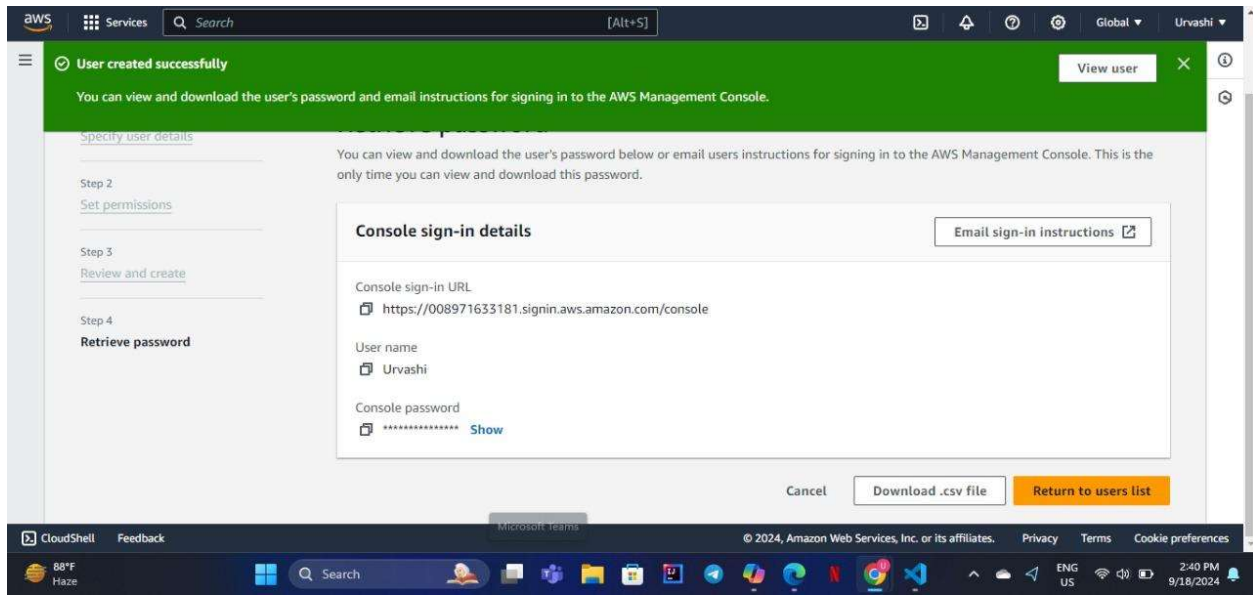 aws
Services
Search
[Alt+S]
Global
Urvashi
User created successfully
View user
You can view and download the user's password and email instructions for signing in to the AWS Management Console.
Specify user details
Retrieve password
You can view and download the user's password below or email users instructions for signing in to the AWS Management Console. This is the
only time you can view and download this password.
Step 2
Set permissions
Console sign-in details
Email sign-in instructions
Step 3
Review and create
Console sign-in URL
https://008971633181.signin.aws.amazon.com/console
Step 4
Retrieve password
User name
Urvashi
Console password
*************** Show
Cancel
Download .csv file
Return to users list
Microsoft Teams
CloudShell
Feedback
© 2024, Amazon Web Services, Inc. or its affiliates.
Privacy
Terms
Cookie preferences
88°F
Haze
Search
ENG
US
2:40 PM
9/18/2024